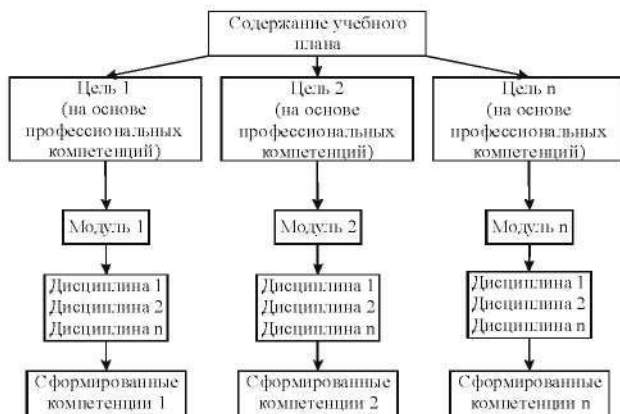 Содержание учебного
плана
Цель 1
(на основе
профессиональных
компетенций)
Цель 2
(на основе
профессиональных
компетенций)
Цель n
(на основе
профессиональных
компетенций)
Модуль 1
Модуль 2
Модуль n
Дисциплина 1
Дисциплина 2
Дисциплина n
Дисциплина 1
Дисциплина 2
Дисциплина n
Дисциплина 1
Дисциплина 2
Дисциплина n
Сформированные
компетенции 1
Сформированные
компетенции 2
Сформированные
компетенции n